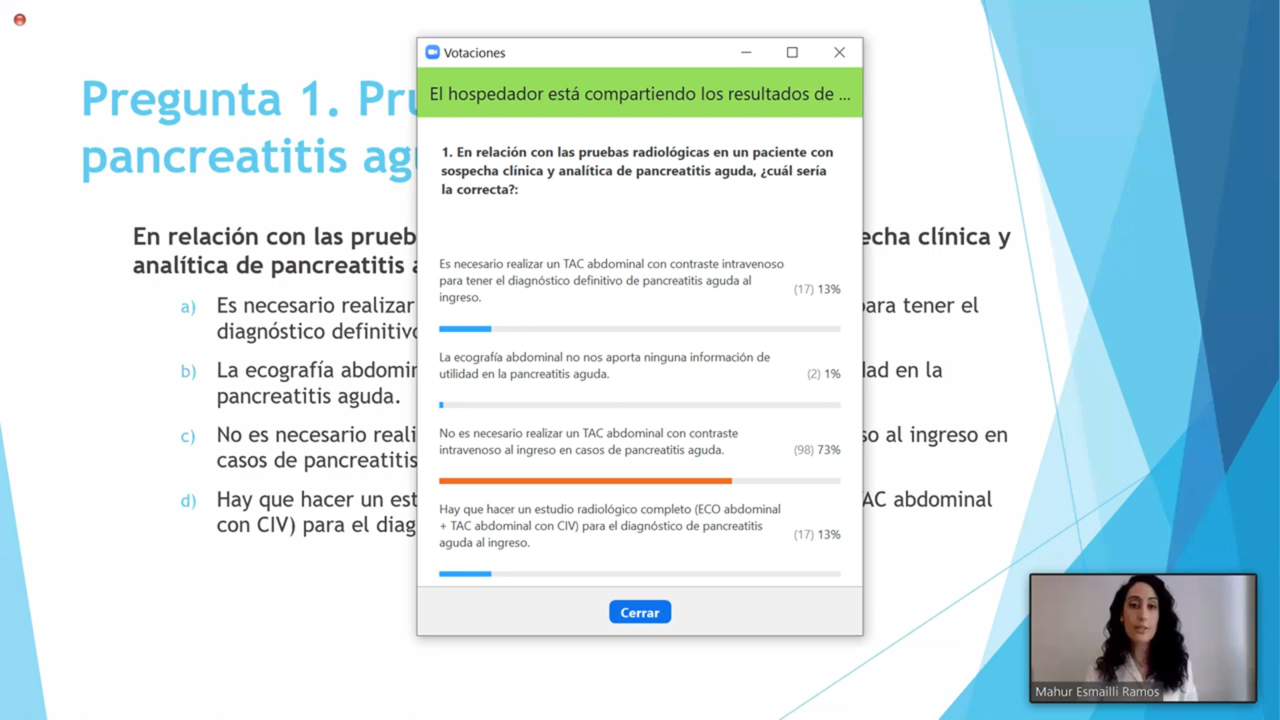 Pregunta 1. Pru
pancreatitis ag
En relación con las prueb
echa clínica y
analítica de pancreatitis a
a) Es necesario realizar
para tener el
diagnóstico definitivo
b) La ecografía abdomin
dad en la
pancreatitis aguda.
c) No es necesario reali
so al ingreso en
casos de pancreatitis
d) Hay que hacer un est
AC abdominal
con CIV) para el diag
Votaciones
El hospedador está compartiendo los resultados de ...
1. En relación con las pruebas radiológicas en un paciente con
sospecha clínica y analítica de pancreatitis aguda, ¿cuál sería
la correcta?:
Es necesario realizar un TAC abdominal con contraste intravenoso
para tener el diagnóstico definitivo de pancreatitis aguda al
ingreso.
(17) 13%
La ecografía abdominal no nos aporta ninguna información de
utilidad en la pancreatitis aguda.
(2) 1%
No es necesario realizar un TAC abdominal con contraste
intravenoso al ingreso en casos de pancreatitis aguda.
(98) 73%
Hay que hacer un estudio radiológico completo (ECO abdominal
+ TAC abdominal con CIV) para el diagnóstico de pancreatitis
aguda al ingreso.
(17) 13%
Cerrar
Mahur Esmailli Ramos